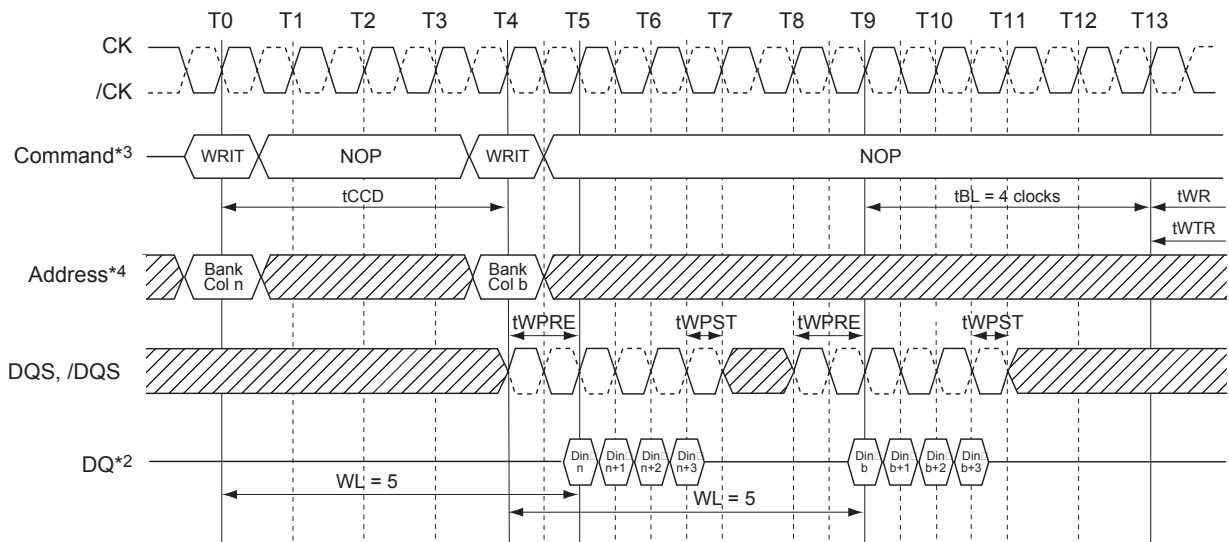 T0 T1 T2 T3 T4 T5 T6 T7 T8 T9 T10 T11 T12 T13
CK
/CK
Command*3 WRIT NOP WRIT NOP
tCCD tBL = 4 clocks tWR
tWTR
Address*4 Bank Col n Bank Col b
tWPRE tWPST tWPRE tWPST
DQS, /DQS
DQ*2 Din n Din n+1 Din n+2 Din n+3 Din b Din b+1 Din b+2 Din b+3
WL = 5 WL = 5